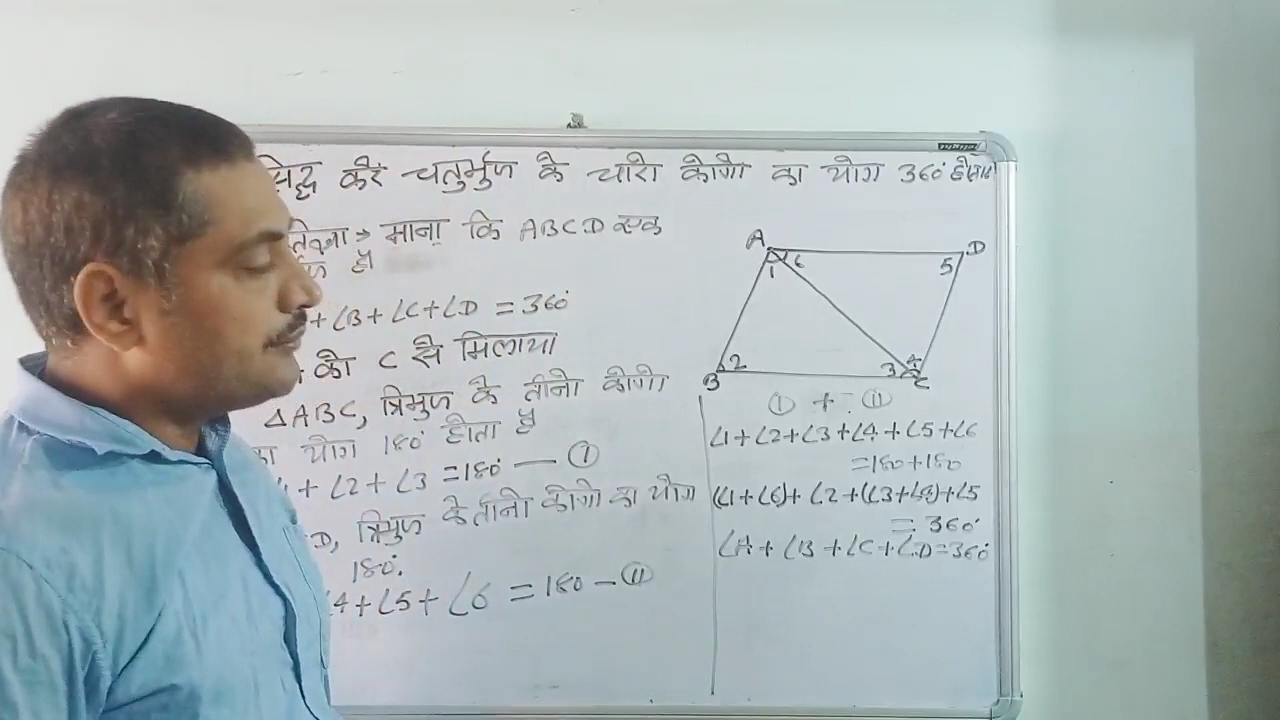 सिद्ध करें चतुर्भुज के चारो कोणो का योग 360° होता
माना कि ABCD एक
है
+ ∠B + ∠C + ∠D = 360°
को C से मिलाया
ΔABC, त्रिभुज के तीनो कोणो
का योग 180° होता है
+ ∠2 + ∠3 = 180° — ①
D, त्रिभुज के तीनो कोणो का योग
180°.
∠4 + ∠5 + ∠6 = 180 — ②
A
D
1
6
5
2
3
4
B
C
① + ②
∠1 + ∠2 + ∠3 + ∠4 + ∠5 + ∠6
= 180 + 180
(∠1 + ∠6) + ∠2 + (∠3 + ∠4) + ∠5
= 360°
∠A + ∠B + ∠C + ∠D = 360°